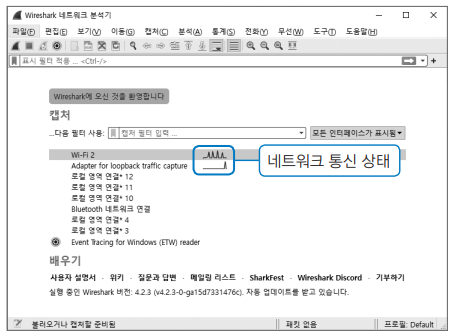 Wireshark 네트워크 분석기
파일(F) 편집(E) 보기(V) 이동(G) 캡처(C) 분석(A) 통계(S) 전화(Y) 무선(W) 도구(T) 도움말(H)
표시 필터 적용 ... <Ctrl-/>
Wireshark에 오신 것을 환영합니다
캡처
...다음 필터 사용: 캡처 필터 입력 ... 모든 인터페이스가 표시됨
Wi-Fi 2
Adapter for loopback traffic capture
네트워크 통신 상태
로컬 영역 연결* 12
로컬 영역 연결* 11
로컬 영역 연결* 10
Bluetooth 네트워크 연결
로컬 영역 연결* 4
로컬 영역 연결* 3
Event Tracing for Windows (ETW) reader
배우기
사용자 설명서 · 위키 · 질문과 답변 · 메일링 리스트 · SharkFest · Wireshark Discord · 기부하기
실행 중인 Wireshark 버전: 4.2.3 (v4.2.3-0-ga15d7331476c). 자동 업데이트를 받고 있습니다.
불러오거나 캡처할 준비됨 패킷 없음 프로필: Default